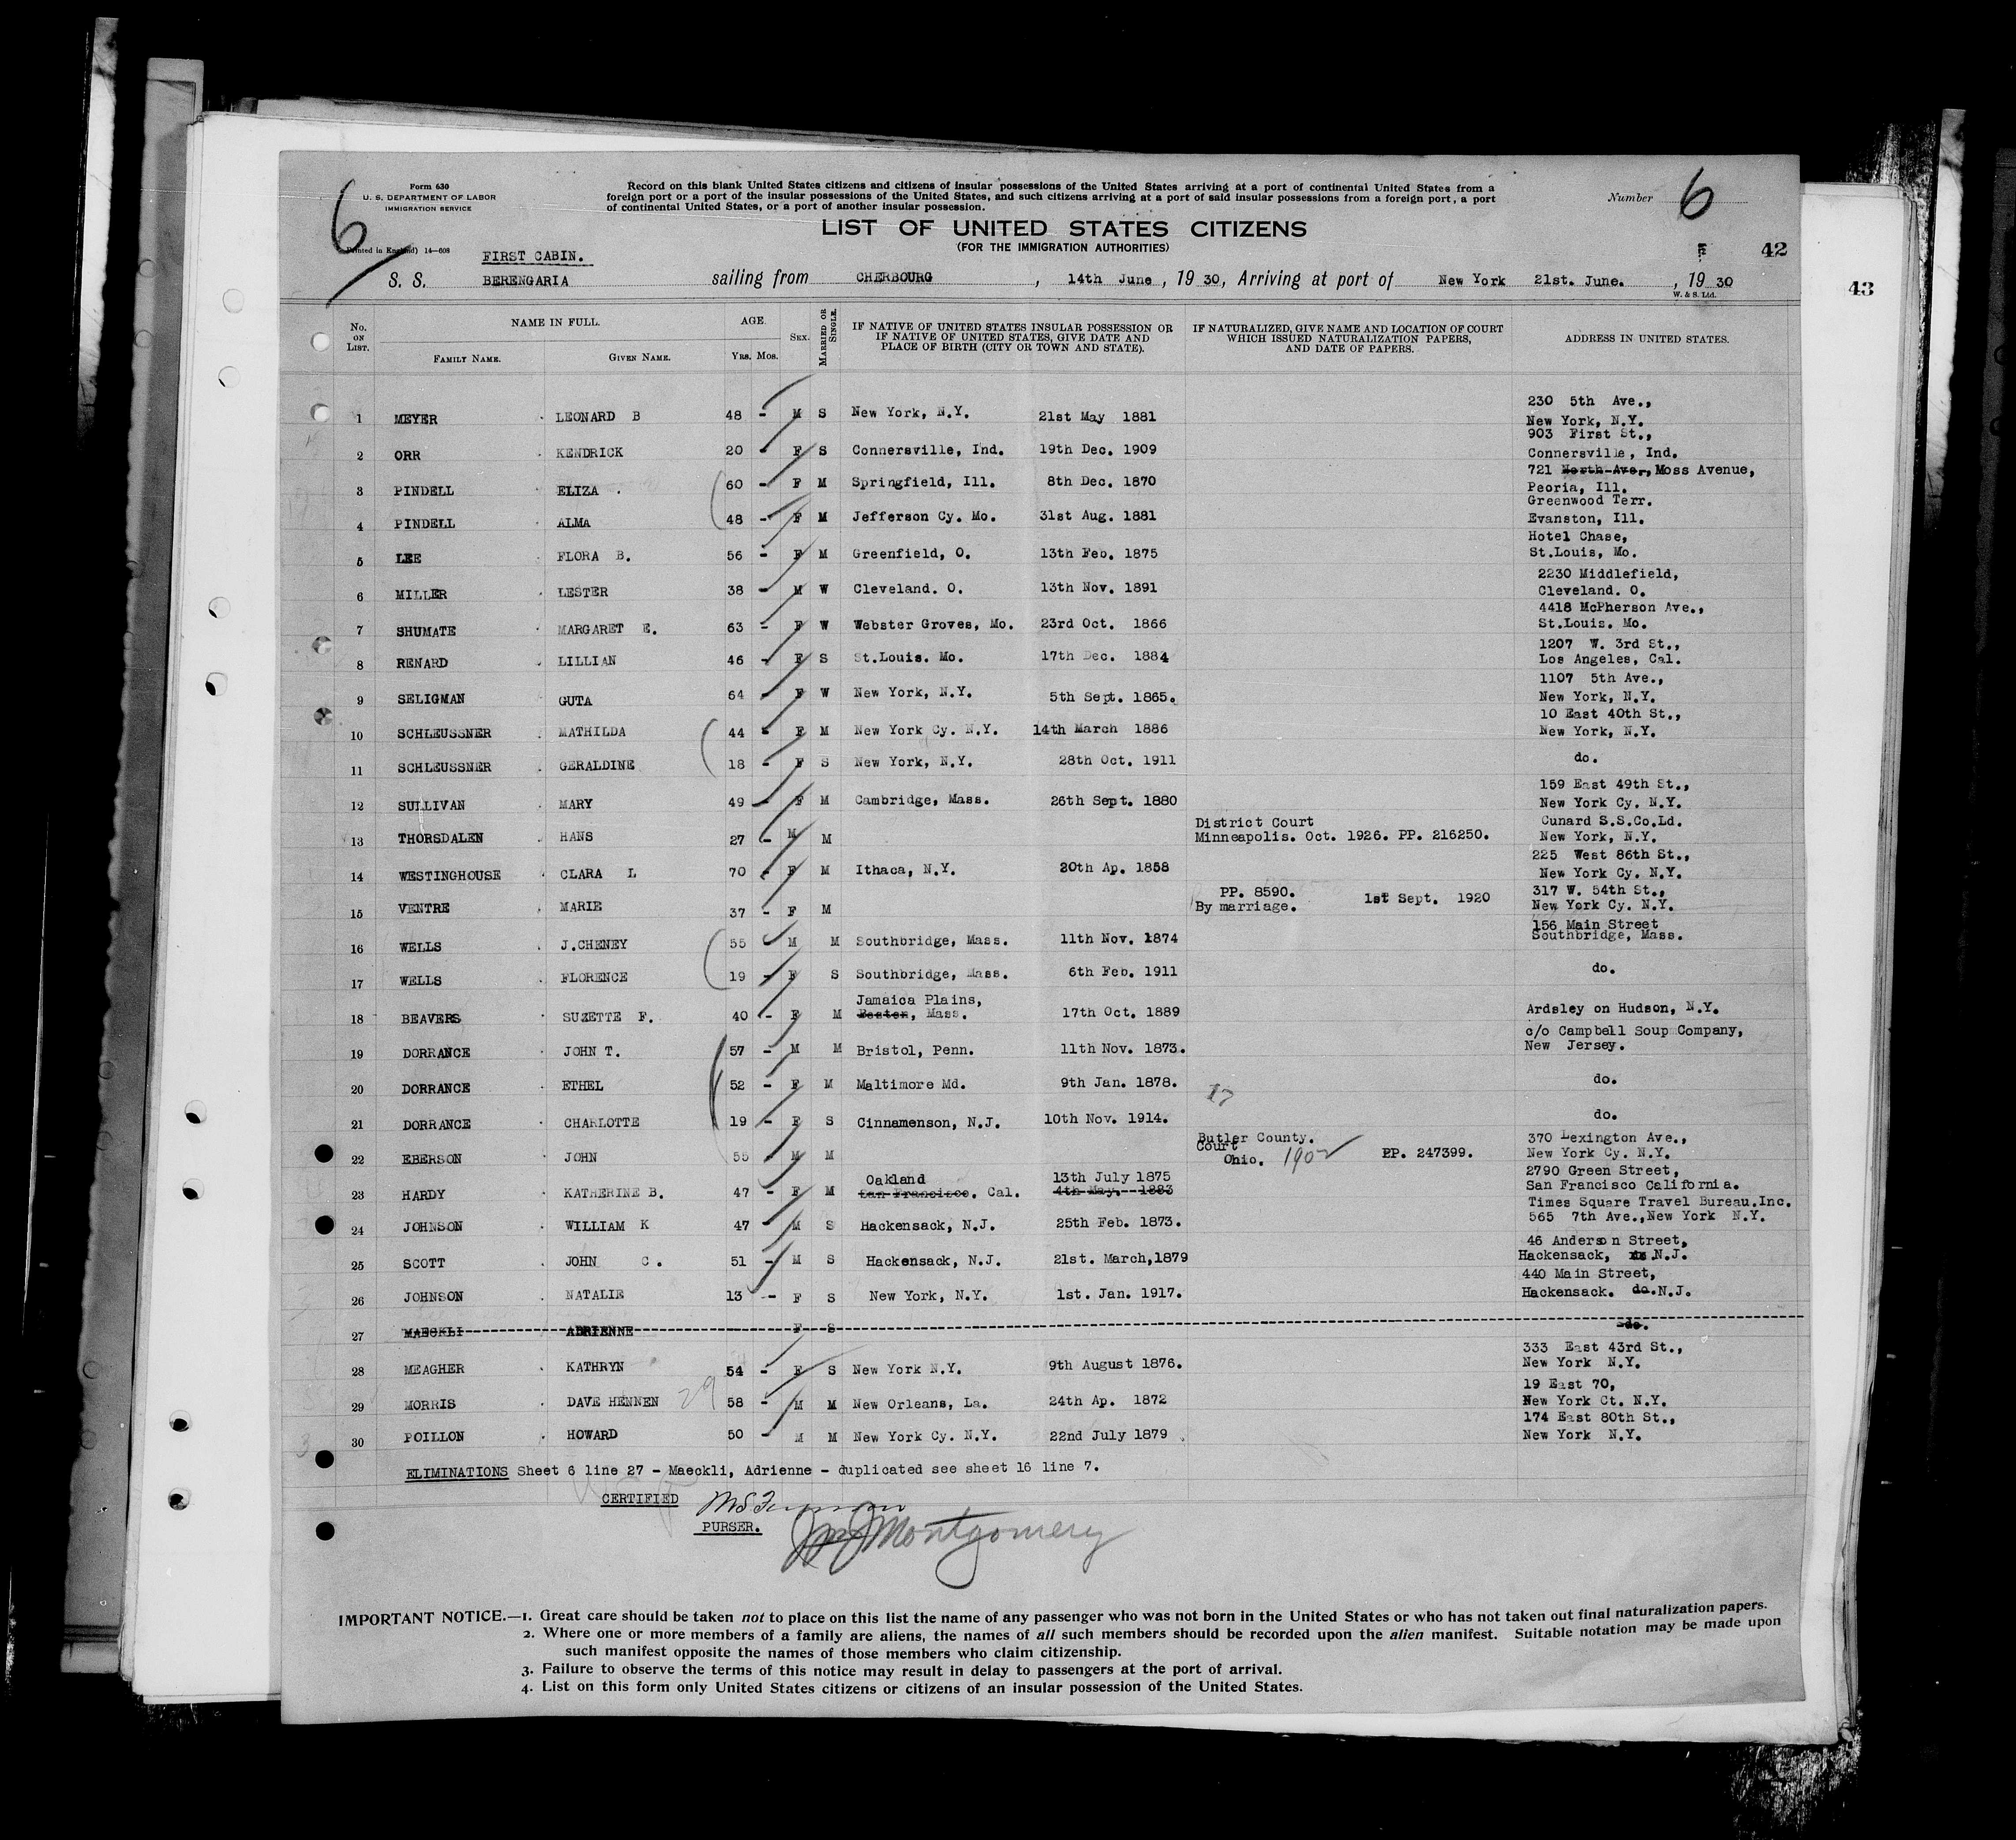 6
Form 630
U. S. DEPARTMENT OF LABOR
IMMIGRATION SERVICE
Printed in England) 14—608
Record on this blank United States citizens and citizens of insular possessions of the United States arriving at a port of continental United States from a
foreign port or a port of the insular possessions of the United States, and such citizens arriving at a port of said insular possessions from a foreign port, a port
of continental United States, or a port of another insular possession.
Number 6
LIST OF UNITED STATES CITIZENS
(FOR THE IMMIGRATION AUTHORITIES)
42
43
FIRST CABIN.
S. S. BERENGARIA sailing from CHERBOURG, 14th June, 19 30, Arriving at port of New York 21st. June., 19 30
W. & S. Ltd.
No. ON LIST. NAME IN FULL. FAMILY NAME. GIVEN NAME. AGE. YRS. MOS. SEX. MARRIED OR SINGLE. IF NATIVE OF UNITED STATES INSULAR POSSESSION OR IF NATIVE OF UNITED STATES, GIVE DATE AND PLACE OF BIRTH (CITY OR TOWN AND STATE). IF NATURALIZED, GIVE NAME AND LOCATION OF COURT WHICH ISSUED NATURALIZATION PAPERS, AND DATE OF PAPERS. ADDRESS IN UNITED STATES.
1 MEYER LEONARD B 48 - M S New York, N.Y. 21st May 1881 230 5th Ave., New York, N.Y.
2 ORR KENDRICK 20 - F S Connersville, Ind. 19th Dec. 1909 903 First St., Connersville, Ind.
3 PINDELL ELIZA . 60 - F M Springfield, Ill. 8th Dec. 1870 721 North Ave., Moss Avenue, Peoria, Ill.
4 PINDELL ALMA 48 - F M Jefferson Cy. Mo. 31st Aug. 1881 Greenwood Terr. Evanston, Ill.
5 LEE FLORA B. 56 - F M Greenfield, O. 13th Feb. 1875 Hotel Chase, St.Louis, Mo.
6 MILLER LESTER 38 - M W Cleveland. O. 13th Nov. 1891 2230 Middlefield, Cleveland. O.
7 SHUMATE MARGARET E. 63 - F W Webster Groves, Mo. 23rd Oct. 1866 4418 McPherson Ave., St.Louis. Mo.
8 RENARD LILLIAN 46 - F S St.Louis. Mo. 17th Dec. 1884 1207 W. 3rd St., Los Angeles, Cal.
9 SELIGMAN GUTA 64 - F W New York, N.Y. 5th Sept. 1865. 1107 5th Ave., New York, N.Y.
10 SCHLEUSSNER MATHILDA 44 - F M New York Cy. N.Y. 14th March 1886 10 East 40th St., New York, N.Y.
11 SCHLEUSSNER GERALDINE 18 - F S New York, N.Y. 28th Oct. 1911 do.
12 SULLIVAN MARY 49 - F M Cambridge, Mass. 26th Sept. 1880 159 East 49th St., New York Cy. N.Y.
13 THORSDALEN HANS 27 - M M District Court Minneapolis. Oct. 1926. PP. 216250. Cunard S.S.Co.Ld. New York, N.Y.
14 WESTINGHOUSE CLARA L 70 - F M Ithaca, N.Y. 20th Ap. 1858 225 West 86th St., New York Cy. N.Y.
15 VENTRE MARIE 37 - F M PP. 8590. By marriage. 1st Sept. 1920 317 W. 54th St., New York Cy. N.Y.
16 WELLS J.CHENEY 55 M M Southbridge, Mass. 11th Nov. 1874 156 Main Street Southbridge, Mass.
17 WELLS FLORENCE 19 - F S Southbridge, Mass. 6th Feb. 1911 do.
18 BEAVERS SUZETTE F. 40 - F M Jamaica Plains, Boston, Mass. 17th Oct. 1889 Ardsley on Hudson, N.Y.
19 DORRANCE JOHN T. 57 - M M Bristol, Penn. 11th Nov. 1873. c/o Campbell Soup Company, New Jersey.
20 DORRANCE ETHEL 52 - F M Maltimore Md. 9th Jan. 1878. do.
21 DORRANCE CHARLOTTE 19 - F S Cinnamenson, N.J. 10th Nov. 1914. do.
22 EBERSON JOHN 55 M M Butler County. Court Ohio. 1902 PP. 247399. 370 Lexington Ave., New York Cy. N.Y.
23 HARDY KATHERINE B. 47 - F M Oakland San Francisco. Cal. 13th July 1875 4th May. 1883 2790 Green Street, San Francisco California.
24 JOHNSON WILLIAM K 47 - M S Hackensack, N.J. 25th Feb. 1873. Times Square Travel Bureau.Inc. 565 7th Ave.,New York N.Y.
25 SCOTT JOHN C. 51 - M S Hackensack, N.J. 21st. March,1879 46 Anderson Street, Hackensack, do N.J.
26 JOHNSON NATALIE 13 -- F S New York, N.Y. 1st. Jan. 1917. 440 Main Street, Hackensack. do. N.J.
27 MAECKLI ADRIENNE F S do.
28 MEAGHER KATHRYN 54 - F S New York N.Y. 9th August 1876. 333 East 43rd St., New York N.Y.
29 MORRIS DAVE HENNEN 29 58 - M M New Orleans, La. 24th Ap. 1872 19 East 70, New York Ct. N.Y.
30 POILLON HOWARD 50 - M M New York Cy. N.Y. 22nd July 1879 174 East 80th St., New York N.Y.
ELIMINATIONS Sheet 6 line 27 - Maeckli, Adrienne - duplicated see sheet 16 line 7.
CERTIFIED
PURSER.
Montgomery
IMPORTANT NOTICE.—1. Great care should be taken not to place on this list the name of any passenger who was not born in the United States or who has not taken out final naturalization papers.
2. Where one or more members of a family are aliens, the names of all such members should be recorded upon the alien manifest. Suitable notation may be made upon
such manifest opposite the names of those members who claim citizenship.
3. Failure to observe the terms of this notice may result in delay to passengers at the port of arrival.
4. List on this form only United States citizens or citizens of an insular possession of the United States.